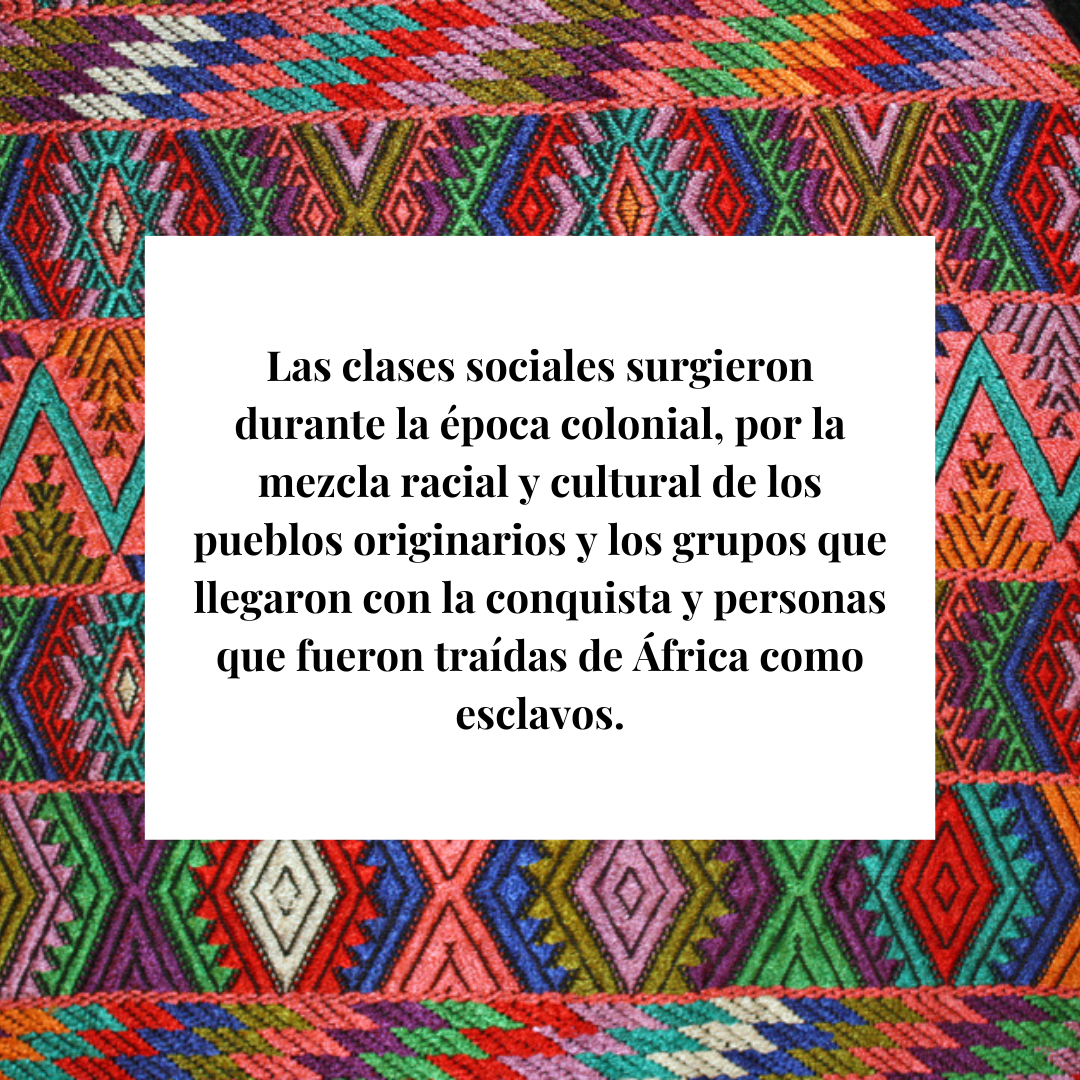 Las clases sociales surgieron
durante la época colonial, por la
mezcla racial y cultural de los
pueblos originarios y los grupos que
llegaron con la conquista y personas
que fueron traídas de África como
esclavos.